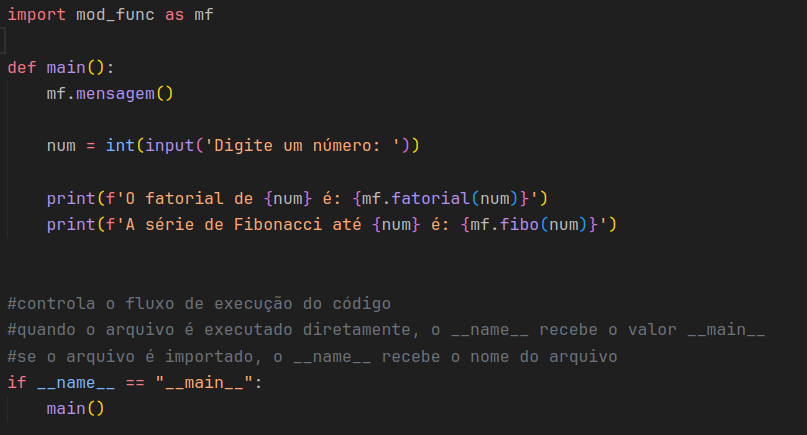 import mod_func as mf
def main():
    mf.mensagem()
    num = int(input('Digite um número: '))
    print(f'O fatorial de {num} é: {mf.fatorial(num)}')
    print(f'A série de Fibonacci até {num} é: {mf.fibo(num)}')
#controla o fluxo de execução do código
#quando o arquivo é executado diretamente, o __name__ recebe o valor __main__
#se o arquivo é importado, o __name__ recebe o nome do arquivo
if __name__ == "__main__":
    main()